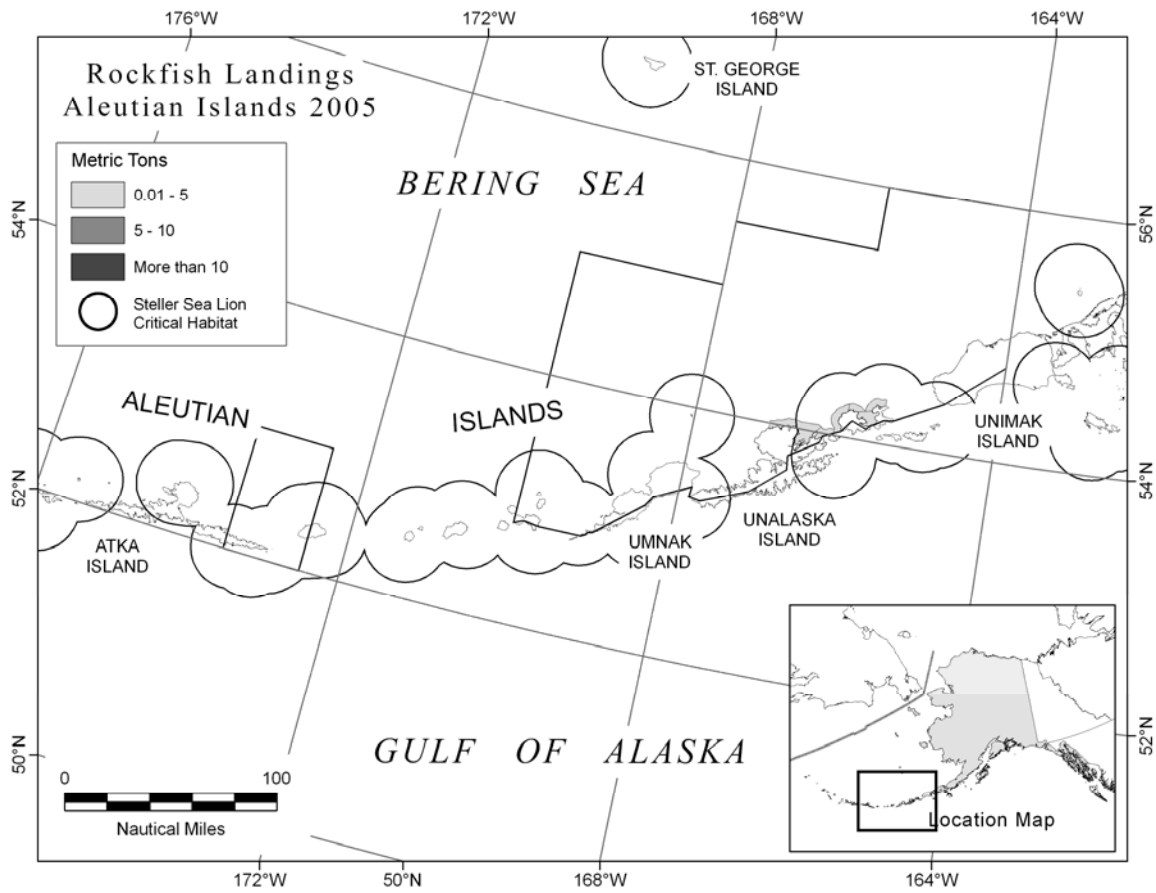 176°W
172°W
168°W
164°W
Rockfish Landings
Aleutian Islands 2005
ST. GEORGE
ISLAND
Metric Tons
0.01 - 5
5 - 10
More than 10
Steller Sea Lion
Critical Habitat
BERING SEA
54°N
56°N
ALEUTIAN
ISLANDS
UNIMAK
ISLAND
52°N
54°N
ATKA
ISLAND
UMNAK
ISLAND
UNALASKA
ISLAND
GULF OF ALASKA
50°N
52°N
0
100
Nautical Miles
Location Map
172°W
50°N
168°W
164°W